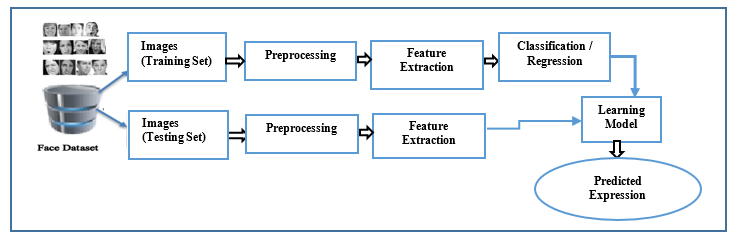 Images
(Training Set)
Preprocessing
Feature
Extraction
Classification /
Regression
Images
(Testing Set)
Preprocessing
Feature
Extraction
Learning
Model
Face Dataset
Predicted
Expression